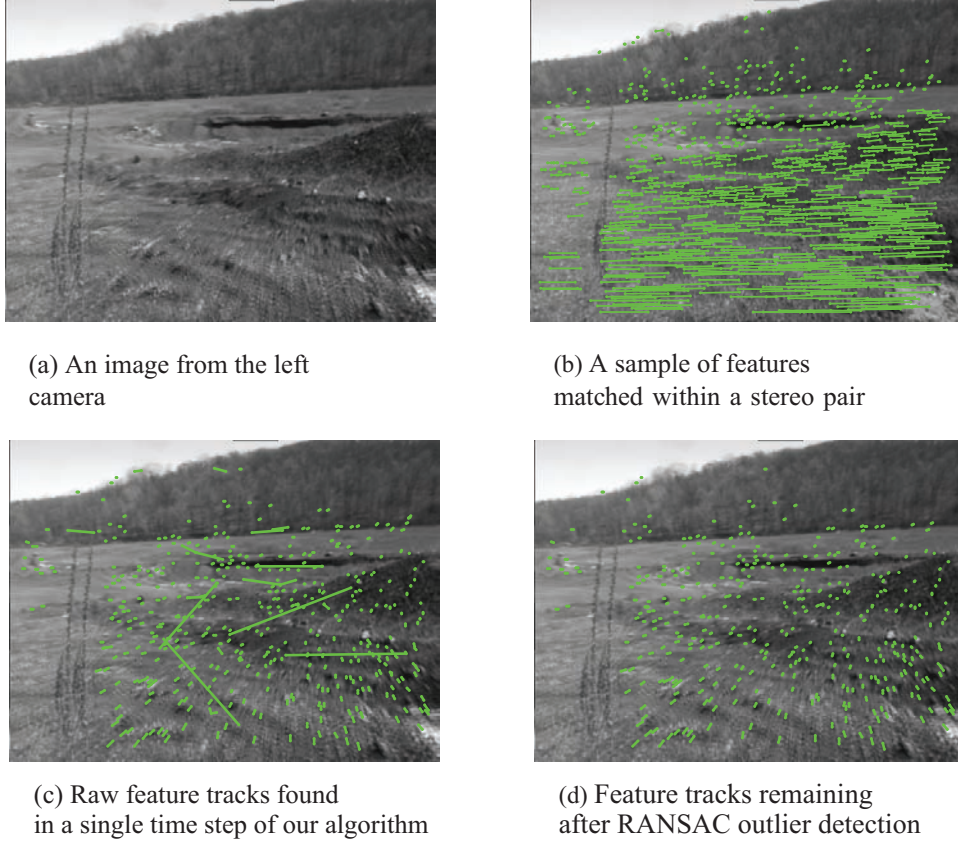 (a) An image from the left
camera
(b) A sample of features
matched within a stereo pair
(c) Raw feature tracks found
in a single time step of our algorithm
(d) Feature tracks remaining
after RANSAC outlier detection